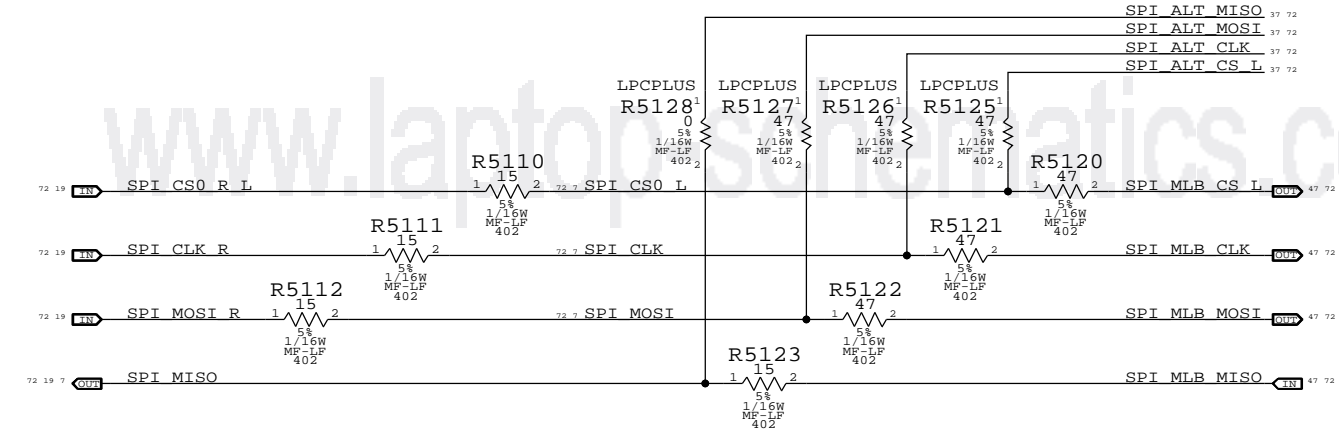 SPI_ALT_MISO 37 72
SPI_ALT_MOSI 37 72
SPI_ALT_CLK 37 72
SPI_ALT_CS_L 37 72
LPCPLUS LPCPLUS LPCPLUS LPCPLUS
R5128 1 R5127 1 R5126 1 R5125 1
0 47 47 47
5% 5% 5% 5%
1/16W 1/16W 1/16W 1/16W
MF-LF MF-LF MF-LF MF-LF
402 2 402 2 402 2 402 2
www.laptop-schematics.c
R5110 R5120
15 47
72 19 IN SPI_CS0_R_L 1 2 72 7 SPI_CS0_L 1 2 SPI_MLB_CS_L OUT 47 72
5% 5%
1/16W 1/16W
MF-LF MF-LF
402 402
R5111 R5121
15 47
72 19 IN SPI_CLK_R 1 2 72 7 SPI_CLK 1 2 SPI_MLB_CLK OUT 47 72
5% 5%
1/16W 1/16W
MF-LF MF-LF
402 402
R5112 R5122
15 47
72 19 IN SPI_MOSI_R 1 2 72 7 SPI_MOSI 1 2 SPI_MLB_MOSI OUT 47 72
5% 5%
1/16W 1/16W
MF-LF MF-LF
402 402
R5123
15
72 19 7 OUT SPI_MISO 1 2 SPI_MLB_MISO IN 47 72
5%
1/16W
MF-LF
402